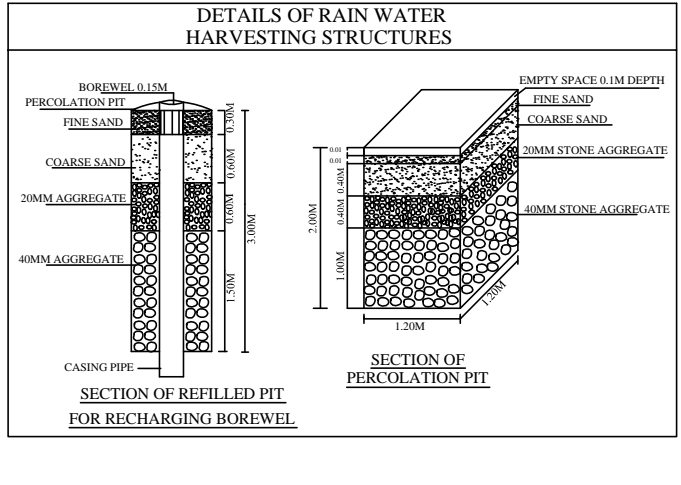 DETAILS OF RAIN WATER
HARVESTING STRUCTURES
BOREWEL 0.15M
PERCOLATION PIT
FINE SAND
COARSE SAND
20MM AGGREGATE
40MM AGGREGATE
CASING PIPE
0.30M
0.60M
0.60M
1.50M
3.00M
SECTION OF REFILLED PIT
FOR RECHARGING BOREWEL
EMPTY SPACE 0.1M DEPTH
FINE SAND
COARSE SAND
20MM STONE AGGREGATE
40MM STONE AGGREGATE
0.01
0.01
0.40M
0.40M
1.00M
2.00M
1.20M
1.20M
SECTION OF
PERCOLATION PIT